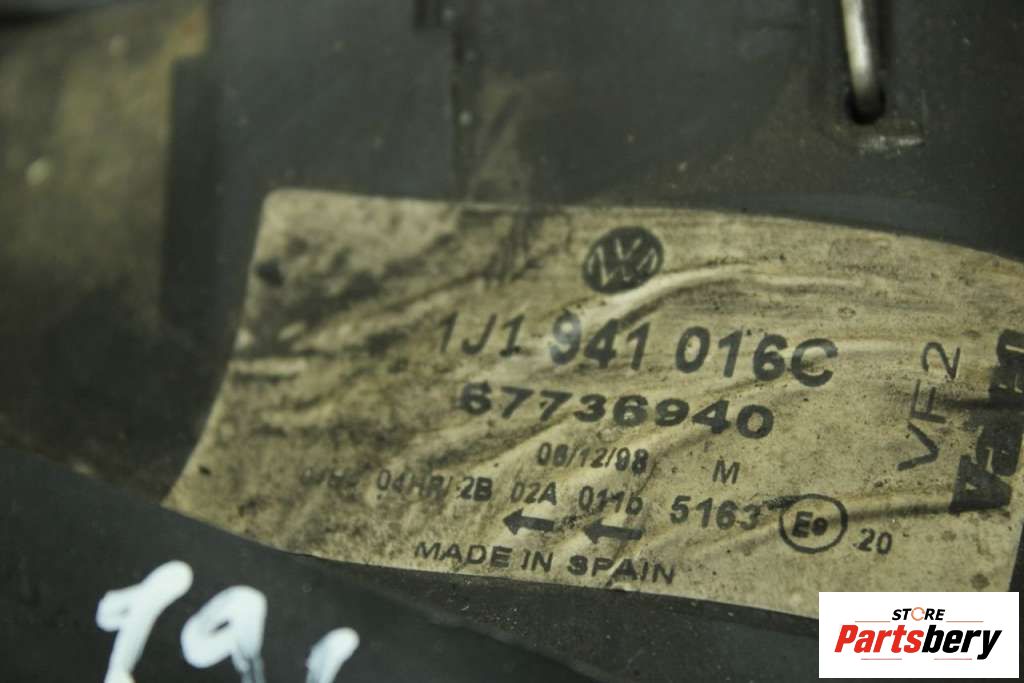 1J1 941 016C
67736940
06/12/98 M
04HR/2B 02A 011b 5163 E9 20
MADE IN SPAIN
VF2
STORE
Partsbery